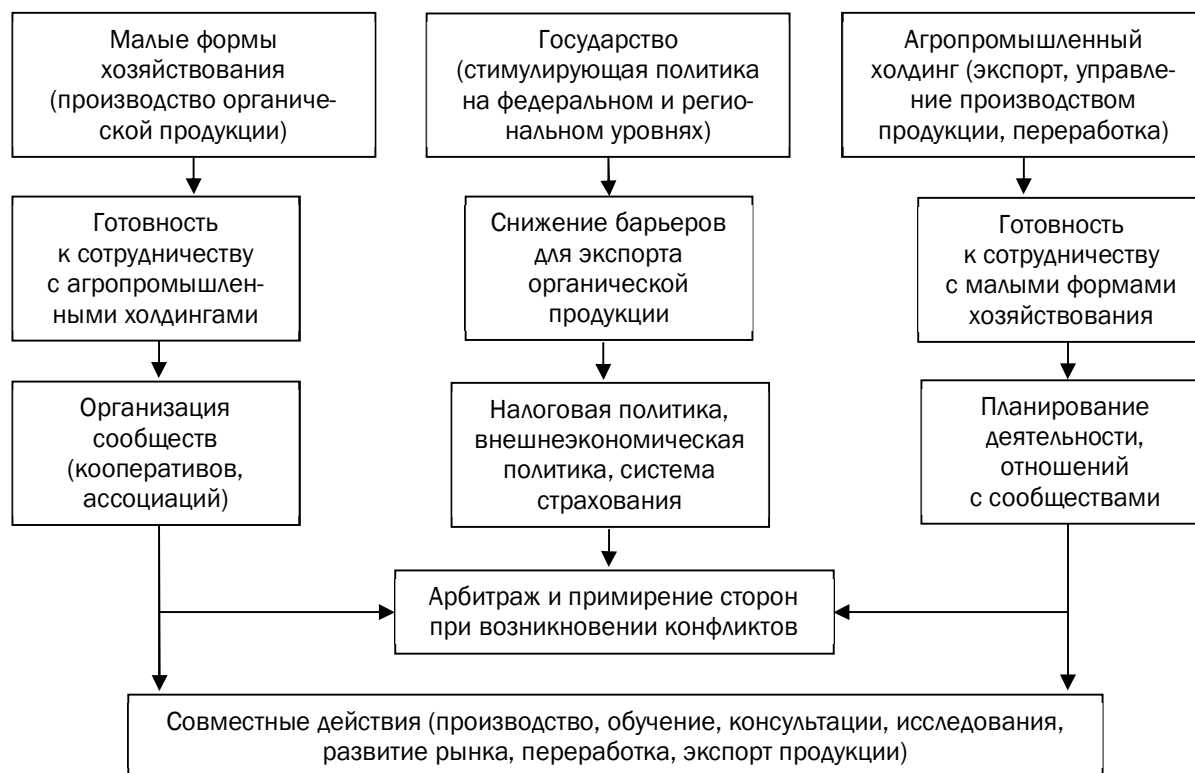 Малые формы
хозяйствования
(производство органиче-
ской продукции)
Государство
(стимулирующая политика
на федеральном и регио-
нальном уровнях)
Агропромышленный
холдинг (экспорт, управле-
ние производством
продукции, переработка)
Готовность
к сотрудничеству
с агропромышлен-
ными холдингами
Снижение барьеров
для экспорта
органической
продукции
Готовность
к сотрудничеству
с малыми формами
хозяйствования
Организация
сообществ
(кооперативов,
ассоциаций)
Налоговая политика,
внешнеэкономическая
политика, система
страхования
Планирование
деятельности,
отношений
с сообществами
Арбитраж и примирение сторон
при возникновении конфликтов
Совместные действия (производство, обучение, консультации, исследования,
развитие рынка, переработка, экспорт продукции)